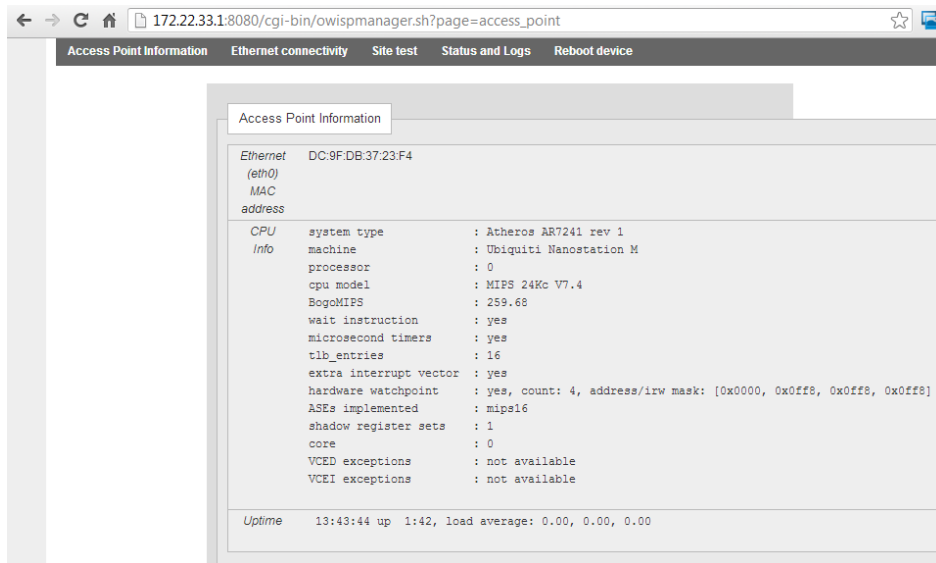 172.22.33.1:8080/cgi-bin/owispmanager.sh?page=access_point
Access Point Information Ethernet connectivity Site test Status and Logs Reboot device
Access Point Information
Ethernet (eth0) MAC address DC:9F:DB:37:23:F4
CPU Info
system type : Atheros AR7241 rev 1
machine : Ubiquiti Nanostation M
processor : 0
cpu model : MIPS 24Kc V7.4
BogoMIPS : 259.68
wait instruction : yes
microsecond timers : yes
tlb_entries : 16
extra interrupt vector : yes
hardware watchpoint : yes, count: 4, address/irw mask: [0x0000, 0x0ff8, 0x0ff8, 0x0ff8]
ASEs implemented : mips16
shadow register sets : 1
core : 0
VCED exceptions : not available
VCEI exceptions : not available
Uptime 13:43:44 up 1:42, load average: 0.00, 0.00, 0.00